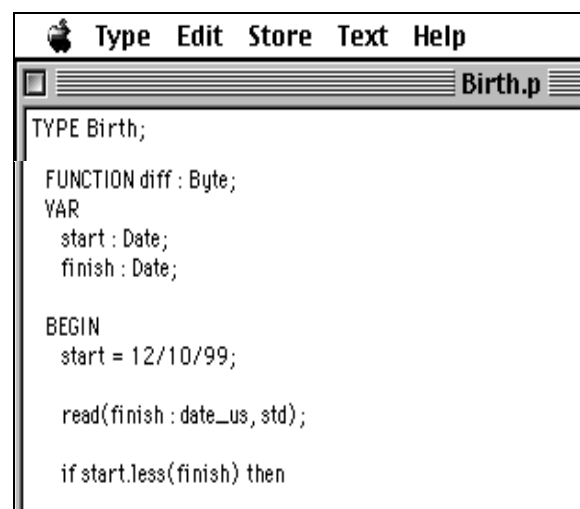 Type Edit Store Text Help
Birth.p
TYPE Birth;
FUNCTION diff : Byte;
VAR
start : Date;
finish : Date;
BEGIN
start = 12/10/99;
read(finish : date_us, std);
if start.less(finish) then